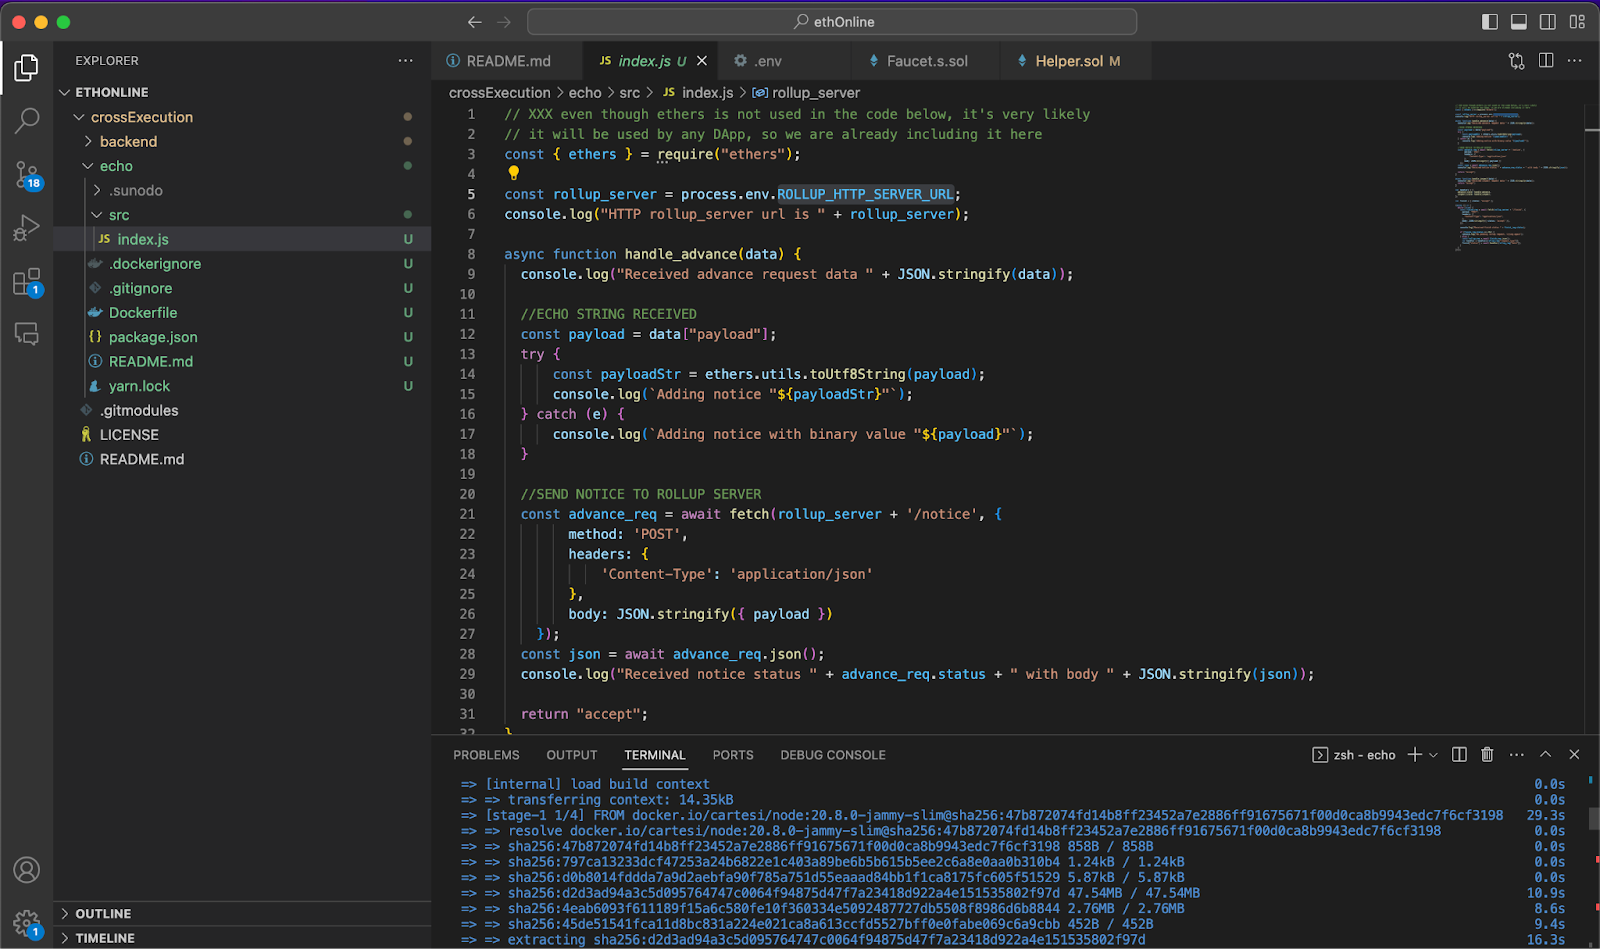 ethOnline
EXPLORER
ETHONLINE
crossExecution
backend
echo
.sunodo
src
JS index.js U
.dockerignore U
.gitignore U
Dockerfile U
{} package.json U
README.md U
yarn.lock U
.gitmodules
LICENSE
README.md
OUTLINE
TIMELINE
18
1
1
README.md
JS index.js U
.env
Faucet.s.sol
Helper.sol M
crossExecution > echo > src > JS index.js > rollup_server
1 // XXX even though ethers is not used in the code below, it's very likely
2 // it will be used by any DApp, so we are already including it here
3 const { ethers } = require("ethers");
4
5 const rollup_server = process.env.ROLLUP_HTTP_SERVER_URL;
6 console.log("HTTP rollup_server url is " + rollup_server);
7
8 async function handle_advance(data) {
9 console.log("Received advance request data " + JSON.stringify(data));
10
11 //ECHO STRING RECEIVED
12 const payload = data["payload"];
13 try {
14 const payloadStr = ethers.utils.toUtf8String(payload);
15 console.log(`Adding notice "${payloadStr}"`);
16 } catch (e) {
17 console.log(`Adding notice with binary value "${payload}"`);
18 }
19
20 //SEND NOTICE TO ROLLUP SERVER
21 const advance_req = await fetch(rollup_server + '/notice', {
22 method: 'POST',
23 headers: {
24 'Content-Type': 'application/json'
25 },
26 body: JSON.stringify({ payload })
27 });
28 const json = await advance_req.json();
29 console.log("Received notice status " + advance_req.status + " with body " + JSON.stringify(json));
30
31 return "accept";
32 }
PROBLEMS OUTPUT TERMINAL PORTS DEBUG CONSOLE
zsh - echo
=> [internal] load build context 0.0s
=> => transferring context: 14.35kB 0.0s
=> [stage-1 1/4] FROM docker.io/cartesi/node:20.8.0-jammy-slim@sha256:47b872074fd14b8ff23452a7e2886ff91675671f00d0ca8b9943edc7f6cf3198 29.3s
=> => resolve docker.io/cartesi/node:20.8.0-jammy-slim@sha256:47b872074fd14b8ff23452a7e2886ff91675671f00d0ca8b9943edc7f6cf3198 0.0s
=> => sha256:47b872074fd14b8ff23452a7e2886ff91675671f00d0ca8b9943edc7f6cf3198 858B / 858B 0.0s
=> => sha256:797ca13233dcf47253a24b6822e1c403a89be6b5b615b5ee2c6a8e0aa0b310b4 1.24kB / 1.24kB 0.0s
=> => sha256:d0b8014fddda7a9d2aebfa90f785a751d55eaaad84bb1f1ca8175fc605f51529 5.87kB / 5.87kB 0.0s
=> => sha256:d2d3ad94a3c5d095764747c0064f94875d47f7a23418d922a4e151535802f97d 47.54MB / 47.54MB 10.9s
=> => sha256:4eab6093f611189f15a6c580fe10f360334e5092487727db5508f8986d6b8844 2.76MB / 2.76MB 8.6s
=> => sha256:45de51541fca11d8bc831a224e021ca8a613ccfd5527bff0e0fabe069c6a9cbb 452B / 452B 9.4s
=> => extracting sha256:d2d3ad94a3c5d095764747c0064f94875d47f7a23418d922a4e151535802f97d 16.3s